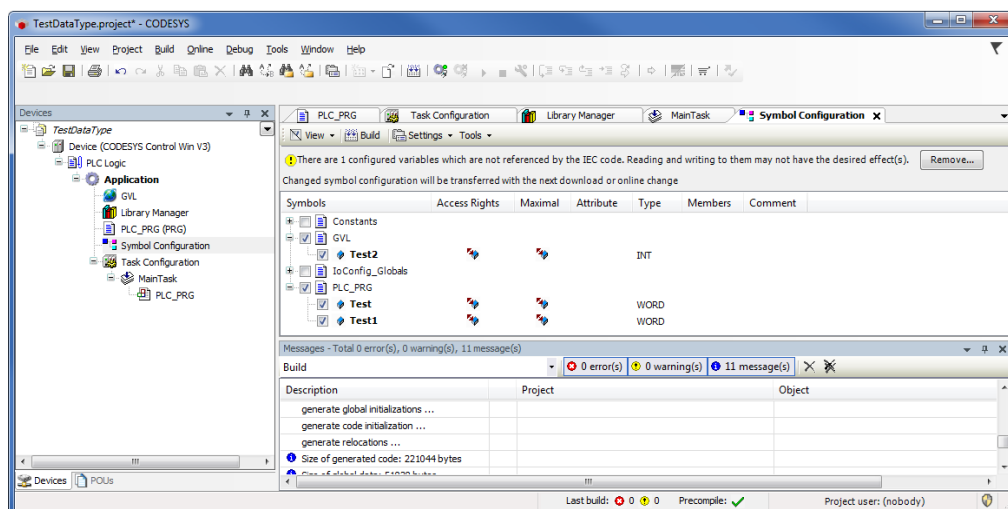 TestDataType.project* - CODESYS
File Edit View Project Build Online Debug Tools Window Help
Devices
TestDataType
Device (CODESYS Control Win V3)
PLC Logic
Application
GVL
Library Manager
PLC_PRG (PRG)
Symbol Configuration
Task Configuration
MainTask
PLC_PRG
Devices POUs
PLC_PRG Task Configuration Library Manager MainTask Symbol Configuration X
View Build Settings Tools
There are 1 configured variables which are not referenced by the IEC code. Reading and writing to them may not have the desired effect(s). Remove...
Changed symbol configuration will be transferred with the next download or online change
Symbols Access Rights Maximal Attribute Type Members Comment
Constants
GVL
Test2 INT
IoConfig_Globals
PLC_PRG
Test WORD
Test1 WORD
Messages - Total 0 error(s), 0 warning(s), 11 message(s)
Build 0 error(s) 0 warning(s) 11 message(s)
Description Project Object
generate global initializations ...
generate code initialization ...
generate relocations ...
Size of generated code: 221044 bytes
Last build: 0 0 Precompile: Project user: (nobody)